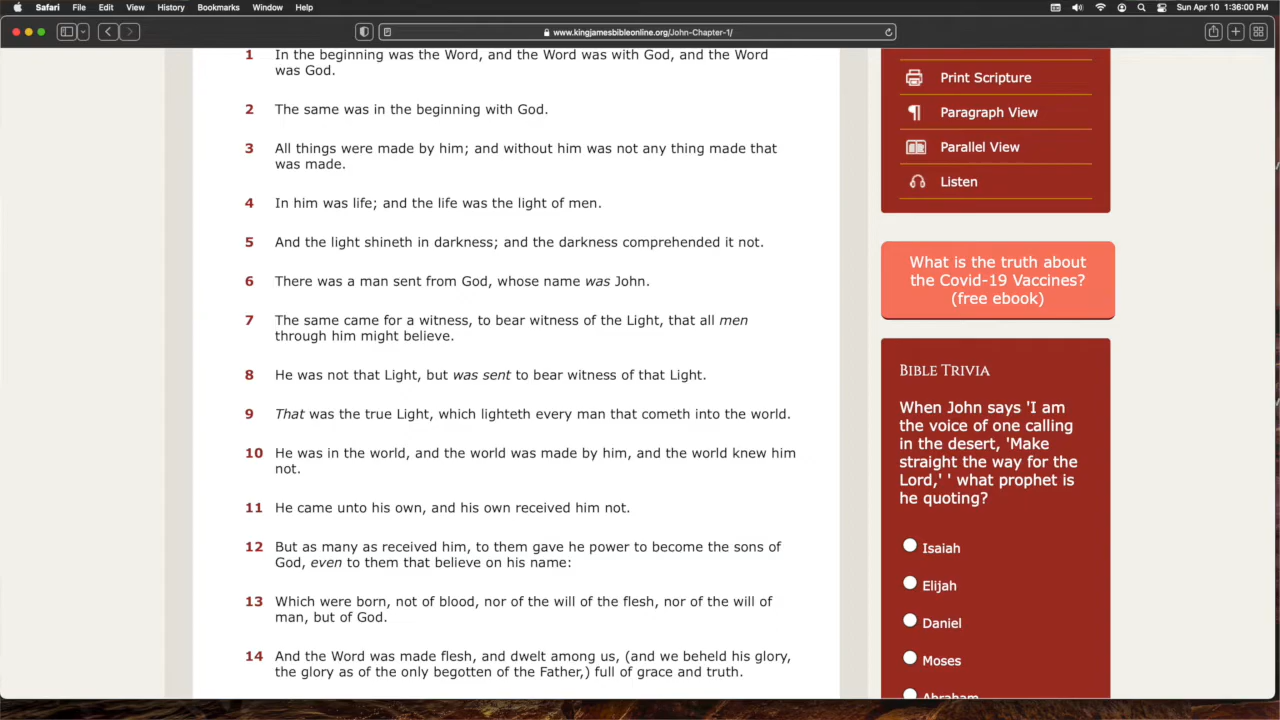 Safari File Edit View History Bookmarks Window Help Sun Apr 10 1:36:00 PM
www.kingjamesbibleonline.org/John-Chapter-1/
1 In the beginning was the Word, and the Word was with God, and the Word
was God.
2 The same was in the beginning with God.
3 All things were made by him; and without him was not any thing made that
was made.
4 In him was life; and the life was the light of men.
5 And the light shineth in darkness; and the darkness comprehended it not.
6 There was a man sent from God, whose name was John.
7 The same came for a witness, to bear witness of the Light, that all men
through him might believe.
8 He was not that Light, but was sent to bear witness of that Light.
9 That was the true Light, which lighteth every man that cometh into the world.
10 He was in the world, and the world was made by him, and the world knew him
not.
11 He came unto his own, and his own received him not.
12 But as many as received him, to them gave he power to become the sons of
God, even to them that believe on his name:
13 Which were born, not of blood, nor of the will of the flesh, nor of the will of
man, but of God.
14 And the Word was made flesh, and dwelt among us, (and we beheld his glory,
the glory as of the only begotten of the Father,) full of grace and truth.
Print Scripture
Paragraph View
Parallel View
Listen
What is the truth about
the Covid-19 Vaccines?
(free ebook)
Bible Trivia
When John says 'I am
the voice of one calling
in the desert, 'Make
straight the way for the
Lord,' ' what prophet is
he quoting?
Isaiah
Elijah
Daniel
Moses
Abraham